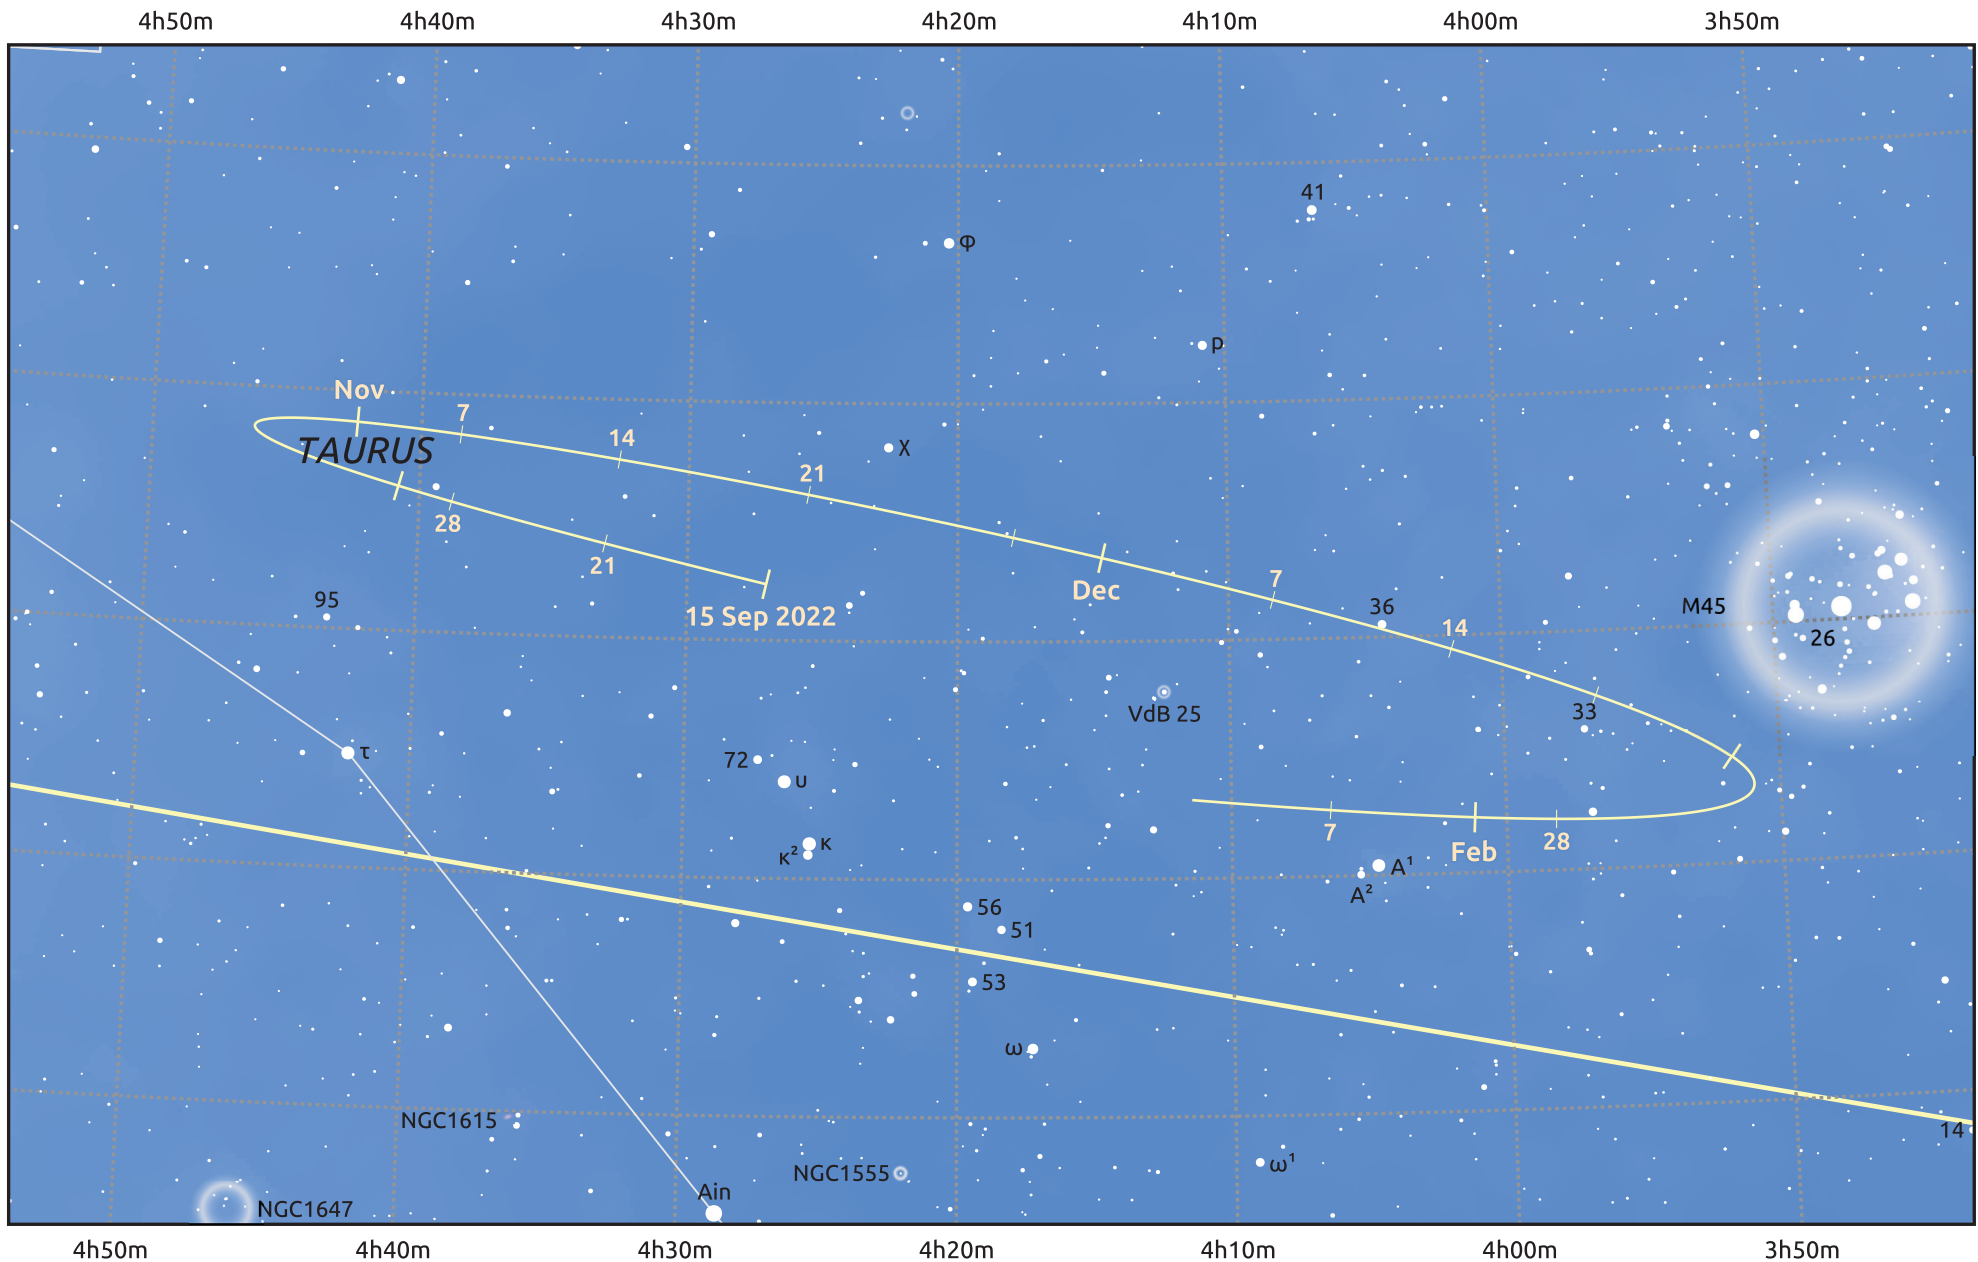 4h50m 4h40m 4h30m 4h20m 4h10m 4h00m 3h50m
41
φ
ρ
Nov
7
14
TAURUS
χ
21
28
21
95
15 Sep 2022
Dec
7
36
14
M45
26
33
VdB 25
τ
72
υ
7
Feb
28
κ
κ²
A¹
A²
56
51
53
ω
NGC1615
14
ω¹
NGC1555
Ain
NGC1647
4h50m 4h40m 4h30m 4h20m 4h10m 4h00m 3h50m